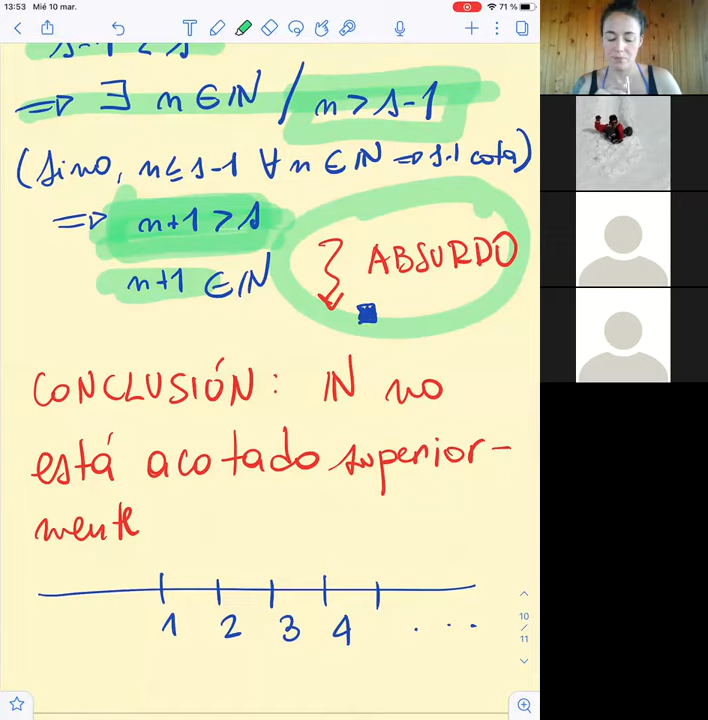 13:53 Mié 10 mar.
71 %
T
s-1 < s
⟹ ∃ n ∈ ℕ / n > s-1
(sino, n ≤ s-1 ∀ n ∈ ℕ ⟹ s-1 cota)
⟹ n+1 > s
n+1 ∈ ℕ
ABSURDO
CONCLUSIÓN: ℕ no
está acotado superior-
mente
1 2 3 4 . . .
10
/
11